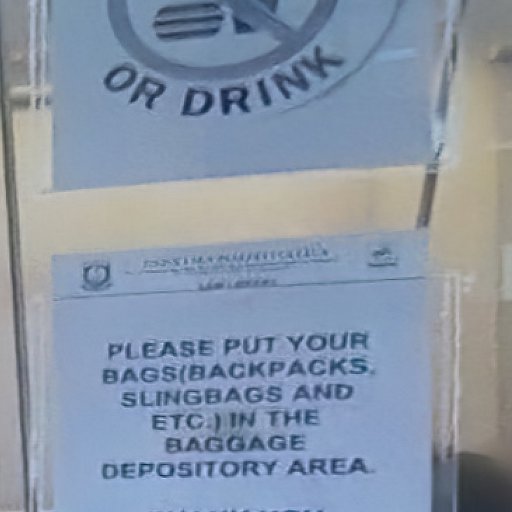 OR DRINK
PLEASE PUT YOUR
BAGS(BACKPACKS,
SLINGBAGS AND
ETC.) IN THE
BAGGAGE
DEPOSITORY AREA.